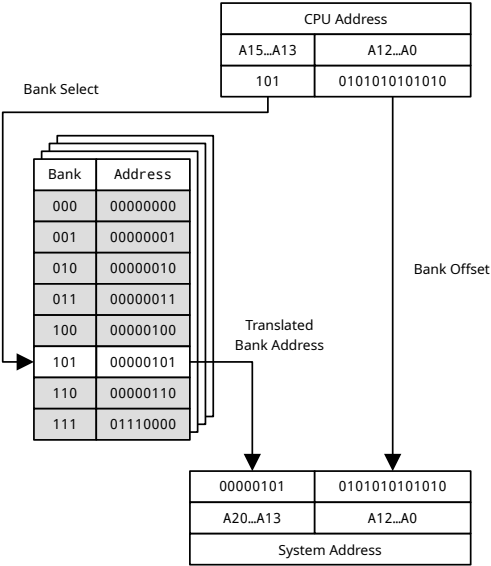 CPU Address
A15…A13 A12…A0
101 0101010101010
Bank Select
Bank Address
000 00000000
001 00000001
010 00000010
011 00000011
100 00000100
101 00000101
110 00000110
111 01110000
Bank Offset
Translated
Bank Address
00000101 0101010101010
A20…A13 A12…A0
System Address